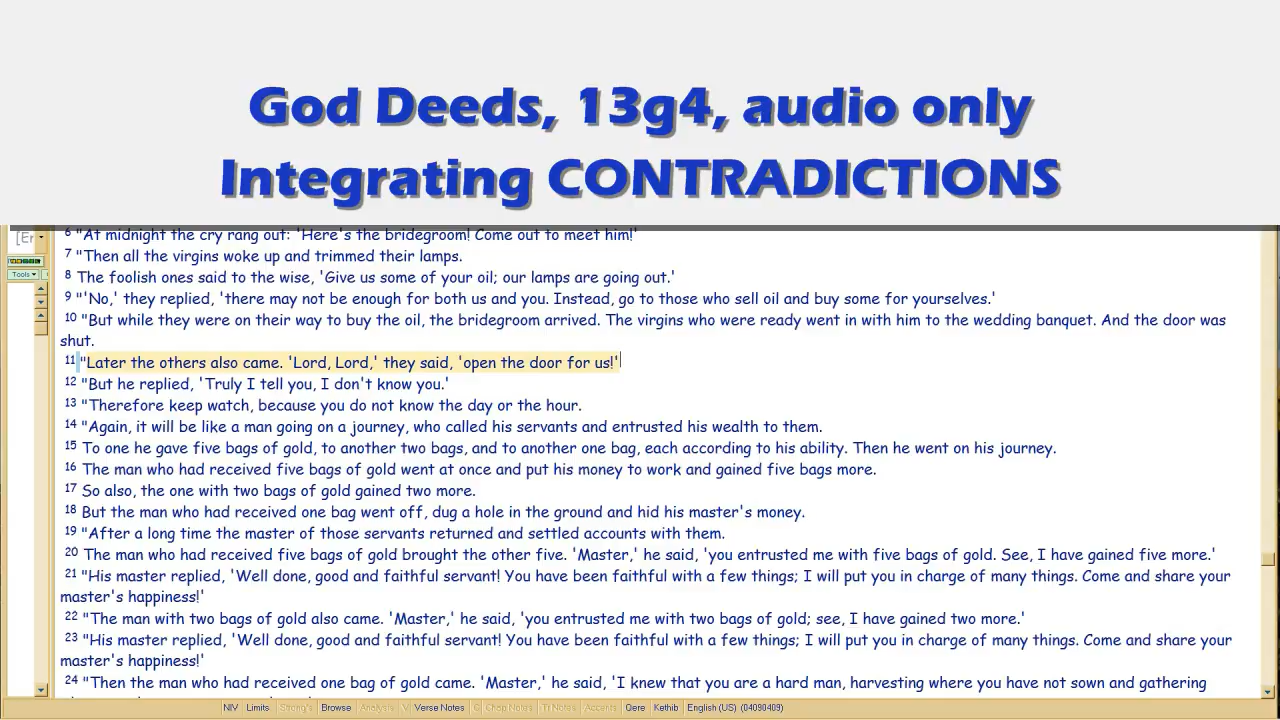 God Deeds, 13g4, audio only
Integrating CONTRADICTIONS
6 "At midnight the cry rang out: 'Here's the bridegroom! Come out to meet him!'
7 "Then all the virgins woke up and trimmed their lamps.
8 The foolish ones said to the wise, 'Give us some of your oil; our lamps are going out.'
9 "'No,' they replied, 'there may not be enough for both us and you. Instead, go to those who sell oil and buy some for yourselves.'
10 "But while they were on their way to buy the oil, the bridegroom arrived. The virgins who were ready went in with him to the wedding banquet. And the door was
shut.
11 "Later the others also came. 'Lord, Lord,' they said, 'open the door for us!'
12 "But he replied, 'Truly I tell you, I don't know you.'
13 "Therefore keep watch, because you do not know the day or the hour.
14 "Again, it will be like a man going on a journey, who called his servants and entrusted his wealth to them.
15 To one he gave five bags of gold, to another two bags, and to another one bag, each according to his ability. Then he went on his journey.
16 The man who had received five bags of gold went at once and put his money to work and gained five bags more.
17 So also, the one with two bags of gold gained two more.
18 But the man who had received one bag went off, dug a hole in the ground and hid his master's money.
19 "After a long time the master of those servants returned and settled accounts with them.
20 The man who had received five bags of gold brought the other five. 'Master,' he said, 'you entrusted me with five bags of gold. See, I have gained five more.'
21 "His master replied, 'Well done, good and faithful servant! You have been faithful with a few things; I will put you in charge of many things. Come and share your
master's happiness!'
22 "The man with two bags of gold also came. 'Master,' he said, 'you entrusted me with two bags of gold; see, I have gained two more.'
23 "His master replied, 'Well done, good and faithful servant! You have been faithful with a few things; I will put you in charge of many things. Come and share your
master's happiness!'
24 "Then the man who had received one bag of gold came. 'Master,' he said, 'I knew that you are a hard man, harvesting where you have not sown and gathering
[Er
Tools
NIV Limits Strong's Browse Analysis V Verse Notes C Chap Notes Tr Notes Accents Qere Kethib English (US) (04090409)